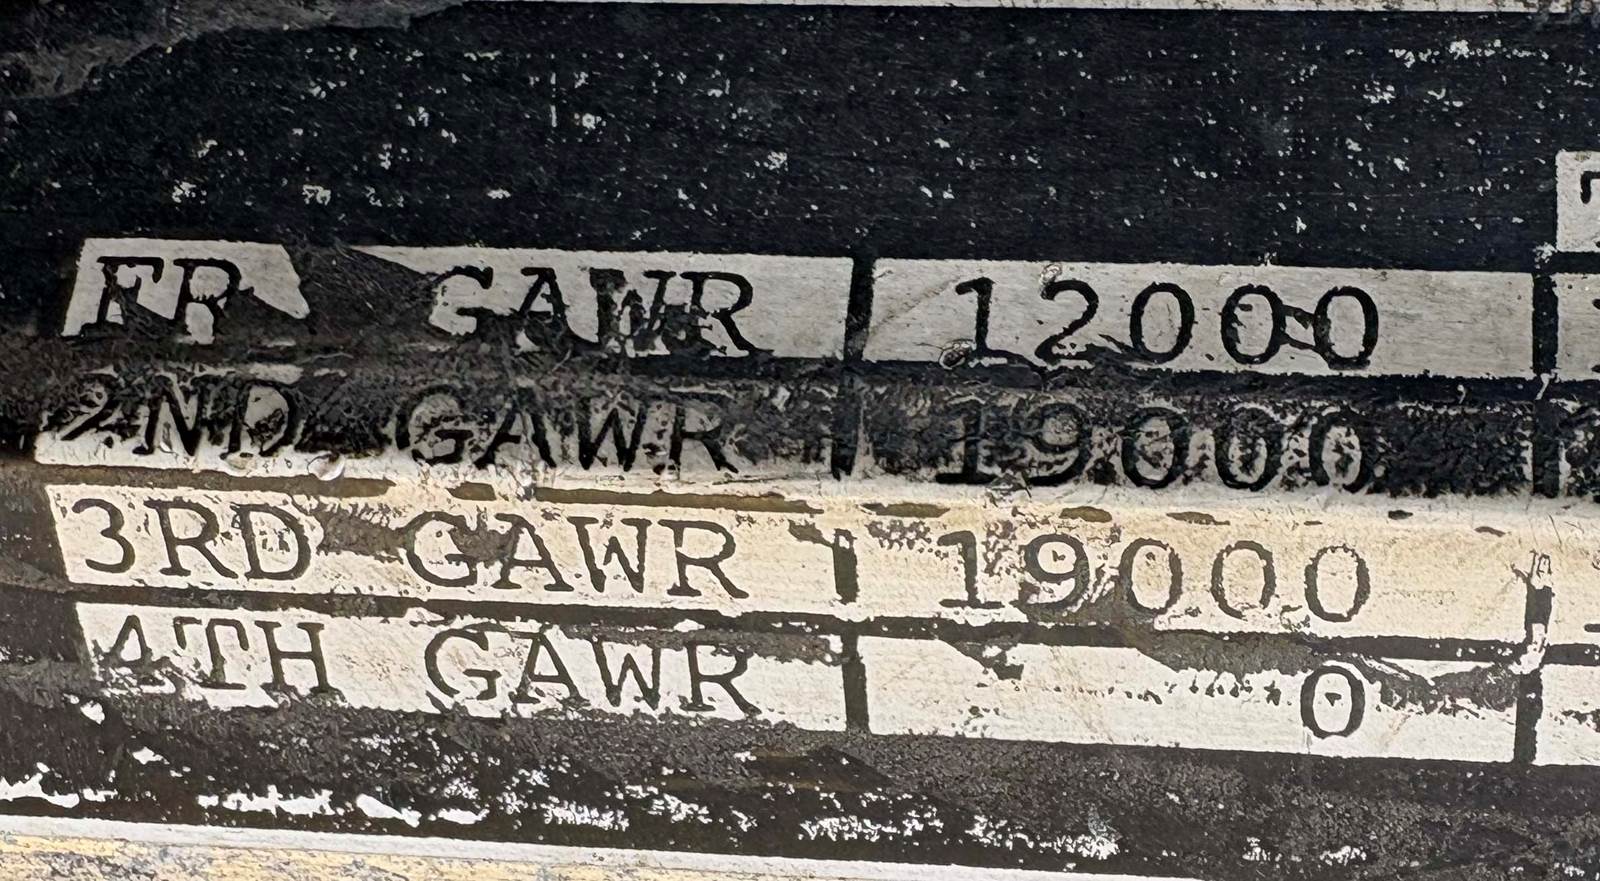 FR GAWR 12000
2ND GAWR 19000
3RD GAWR 19000
4TH GAWR 0